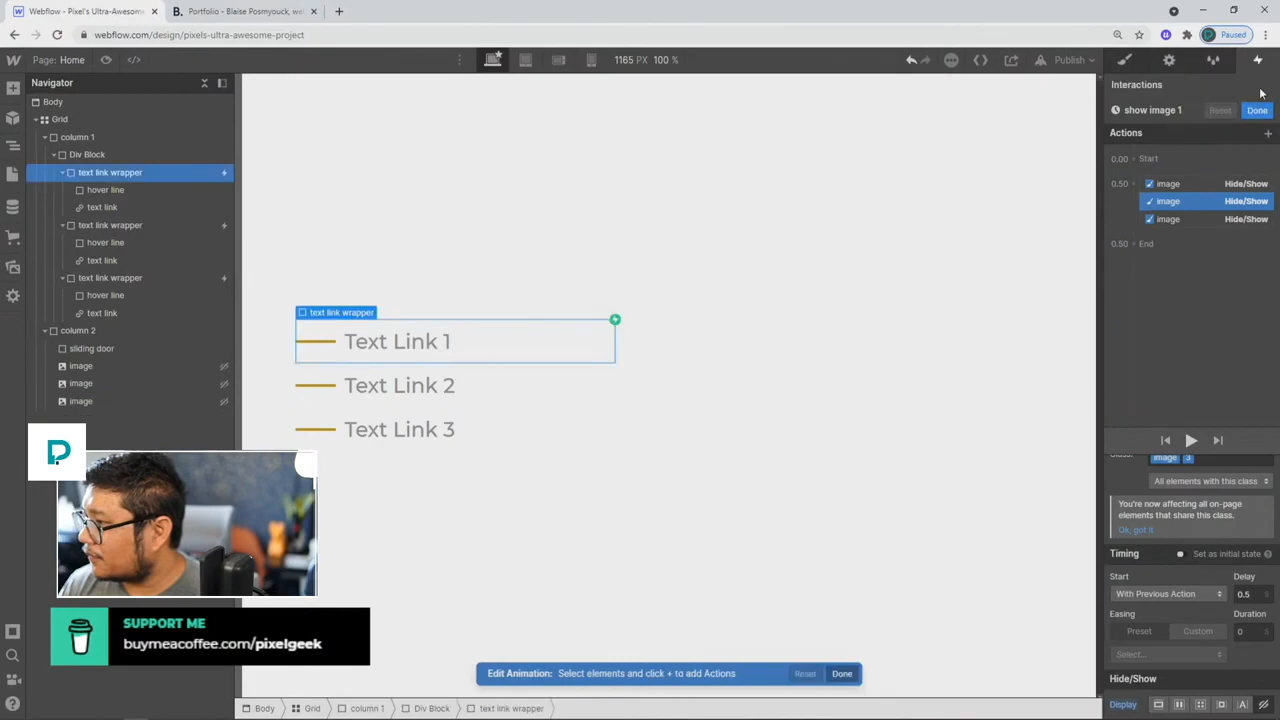 Webflow - Pixel's Ultra-Awesom
Portfolio - Blaise Posmyouck, we
webflow.com/design/pixels-ultra-awesome-project
Paused
Page: Home
1165 PX 100 %
Publish
Navigator
Body
Grid
column 1
Div Block
text link wrapper
hover line
text link
text link wrapper
hover line
text link
text link wrapper
hover line
text link
column 2
sliding door
image
image
image
text link wrapper
Text Link 1
Text Link 2
Text Link 3
Interactions
show image 1
Reset
Done
Actions
0.00 Start
0.50 image Hide/Show
image Hide/Show
image Hide/Show
0.50 End
image 3
All elements with this class
You're now affecting all on-page
elements that share this class.
Ok, got it
Timing
Set as initial state
Start
Delay
With Previous Action
0.5
S
Easing
Duration
Preset
Custom
0
S
Select...
Hide/Show
Display
SUPPORT ME
buymeacoffee.com/pixelgeek
Edit Animation: Select elements and click + to add Actions
Reset
Done
Body
Grid
column 1
Div Block
text link wrapper